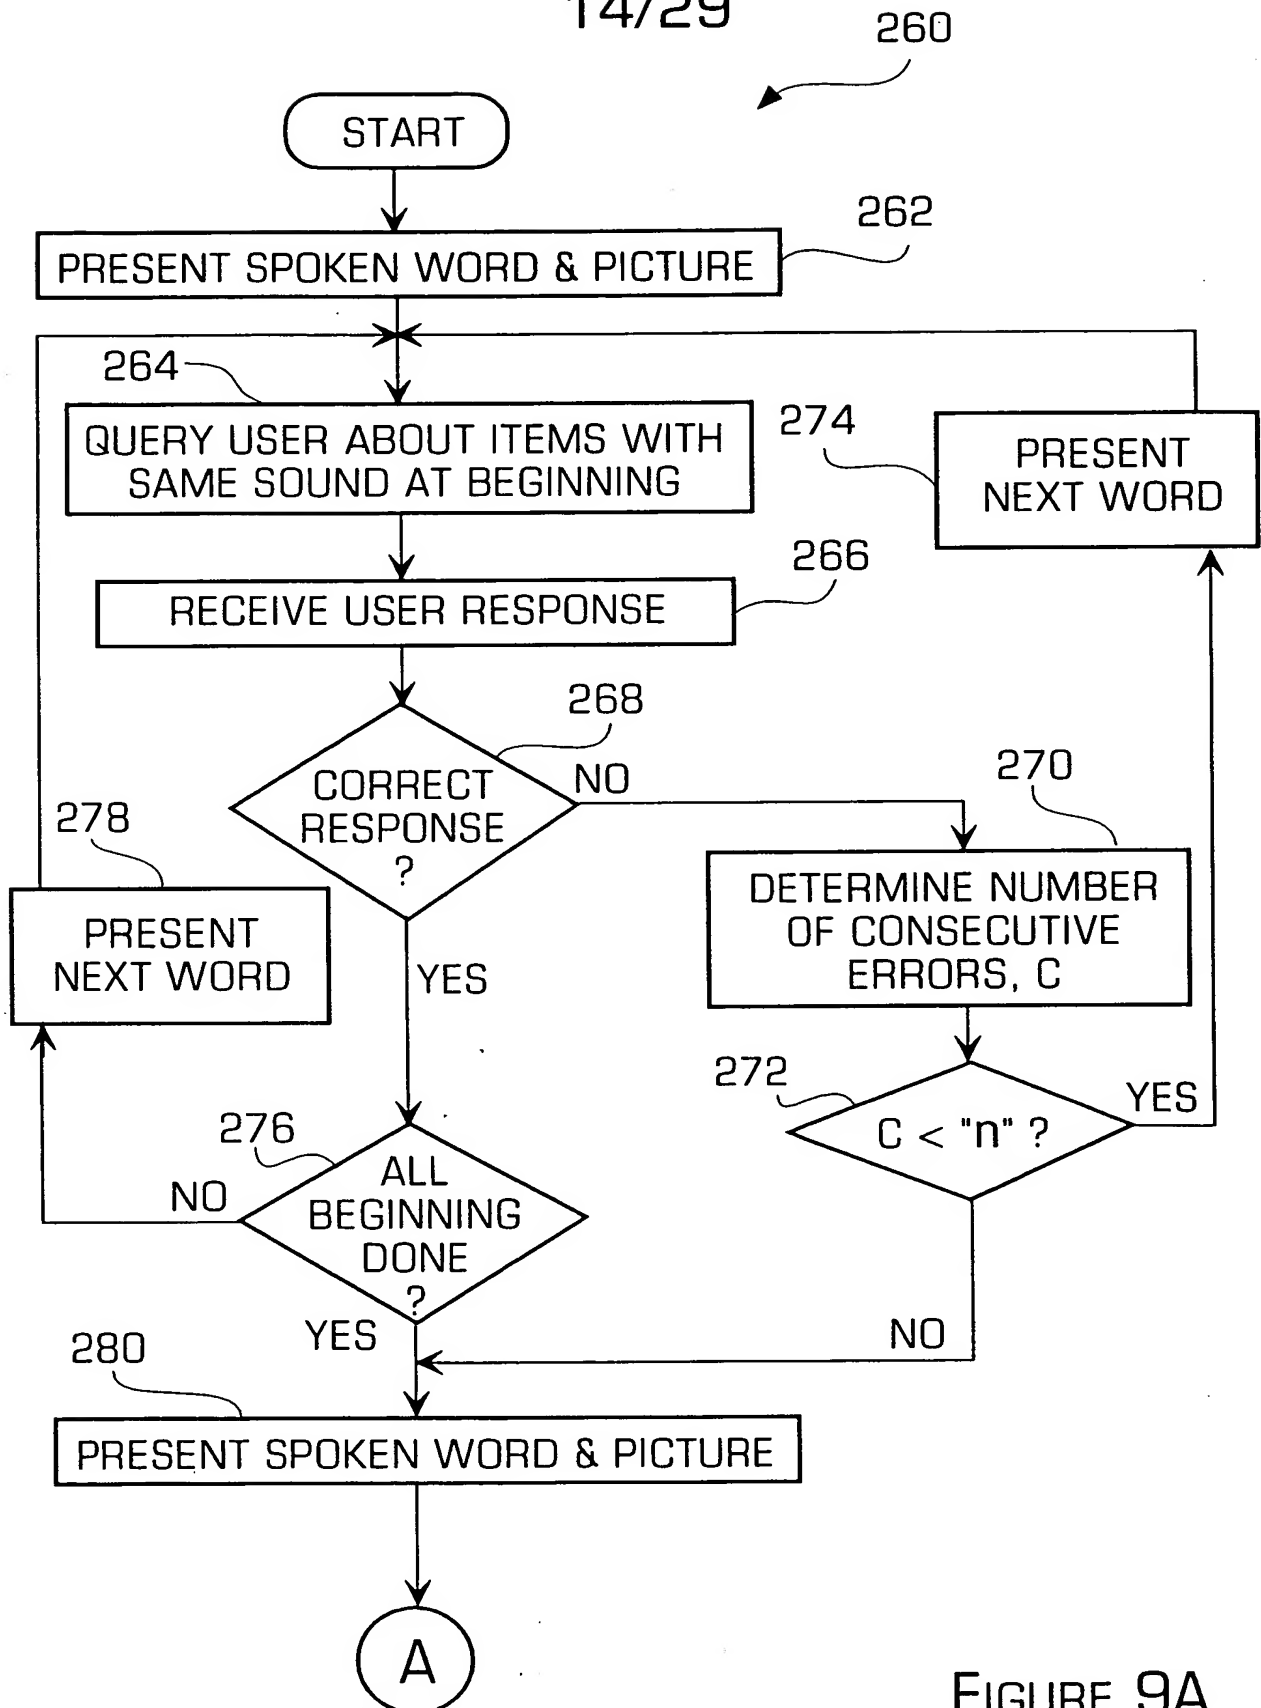 14/29
260
START
262
PRESENT SPOKEN WORD & PICTURE
264
QUERY USER ABOUT ITEMS WITH
SAME SOUND AT BEGINNING
274
PRESENT
NEXT WORD
266
RECEIVE USER RESPONSE
268
CORRECT
RESPONSE
?
NO
270
DETERMINE NUMBER
OF CONSECUTIVE
ERRORS, C
278
PRESENT
NEXT WORD
YES
272
C < "n" ?
YES
276
ALL
BEGINNING
DONE
?
NO
YES
NO
280
PRESENT SPOKEN WORD & PICTURE
A
FIGURE 9A